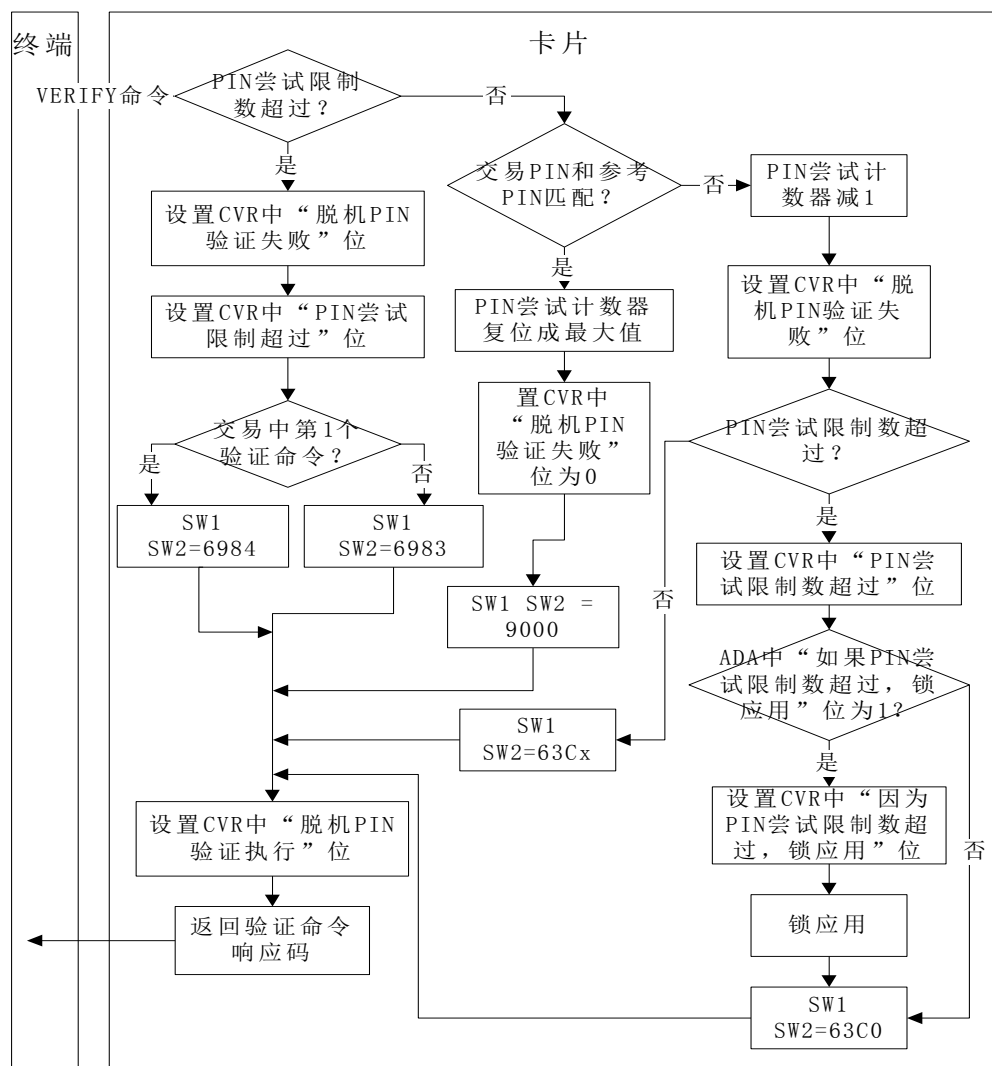 终端
卡片
VERIFY命令
PIN尝试限制
数超过？
否
是
设置CVR中“脱机PIN
验证失败”位
设置CVR中“PIN尝试
限制超过”位
交易中第1个
验证命令？
是
否
SW1
SW2=6984
SW1
SW2=6983
交易PIN和参考
PIN匹配？
否
是
PIN尝试计数器
复位成最大值
置CVR中
“脱机PIN
验证失败”
位为0
SW1 SW2 =
9000
PIN尝试计
数器减1
设置CVR中“脱
机PIN验证失
败”位
PIN尝试限制数超
过？
否
是
SW1
SW2=63Cx
设置CVR中“PIN尝
试限制数超过”位
ADA中“如果PIN尝
试限制数超过，锁
应用”位为1？
是
否
设置CVR中“因为
PIN尝试限制数超
过，锁应用”位
锁应用
SW1
SW2=63C0
设置CVR中“脱机PIN
验证执行”位
返回验证命令
响应码